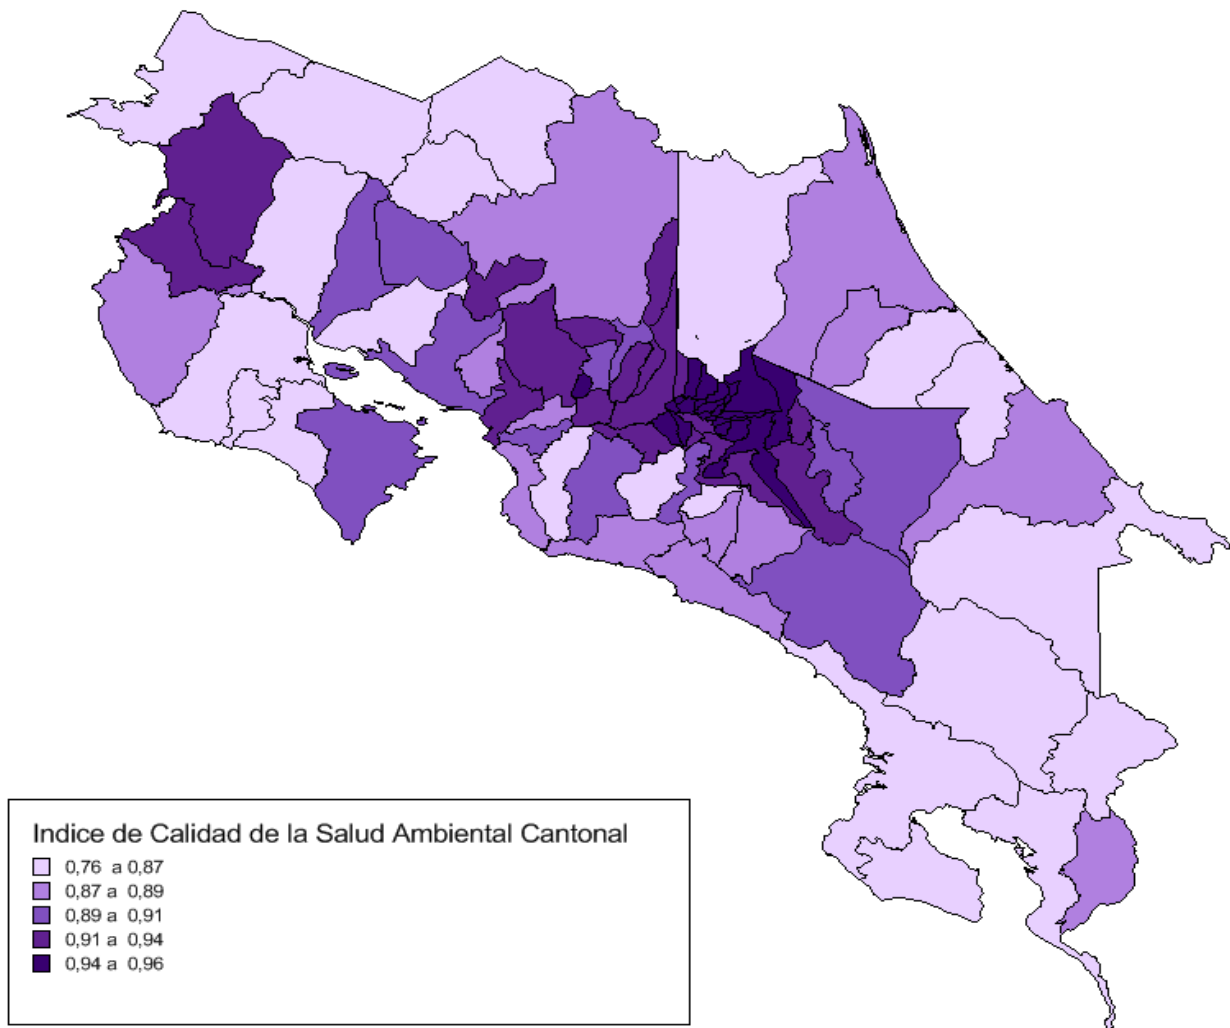 Indice de Calidad de la Salud Ambiental Cantonal
0,76 a 0,87
0,87 a 0,89
0,89 a 0,91
0,91 a 0,94
0,94 a 0,96